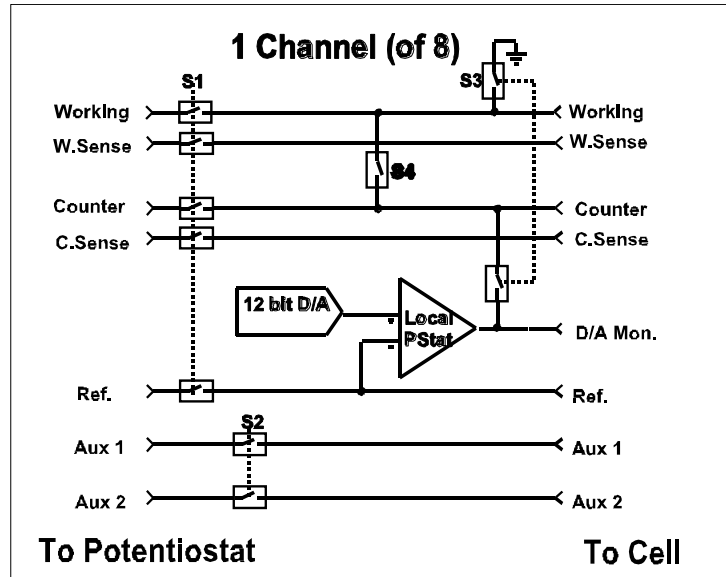 1 Channel (of 8)
S1
S3
Working
Working
W.Sense
W.Sense
S4
Counter
Counter
C.Sense
C.Sense
12 bit D/A
Local
PStat
D/A Mon.
Ref.
Ref.
S2
Aux 1
Aux 1
Aux 2
Aux 2
To Potentiostat
To Cell